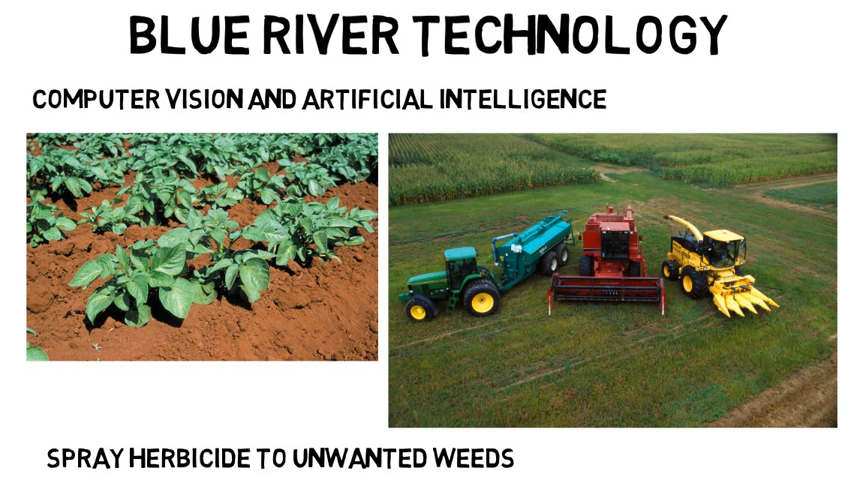 BLUE RIVER TECHNOLOGY
COMPUTER VISION AND ARTIFICIAL INTELLIGENCE
SPRAY HERBICIDE TO UNWANTED WEEDS